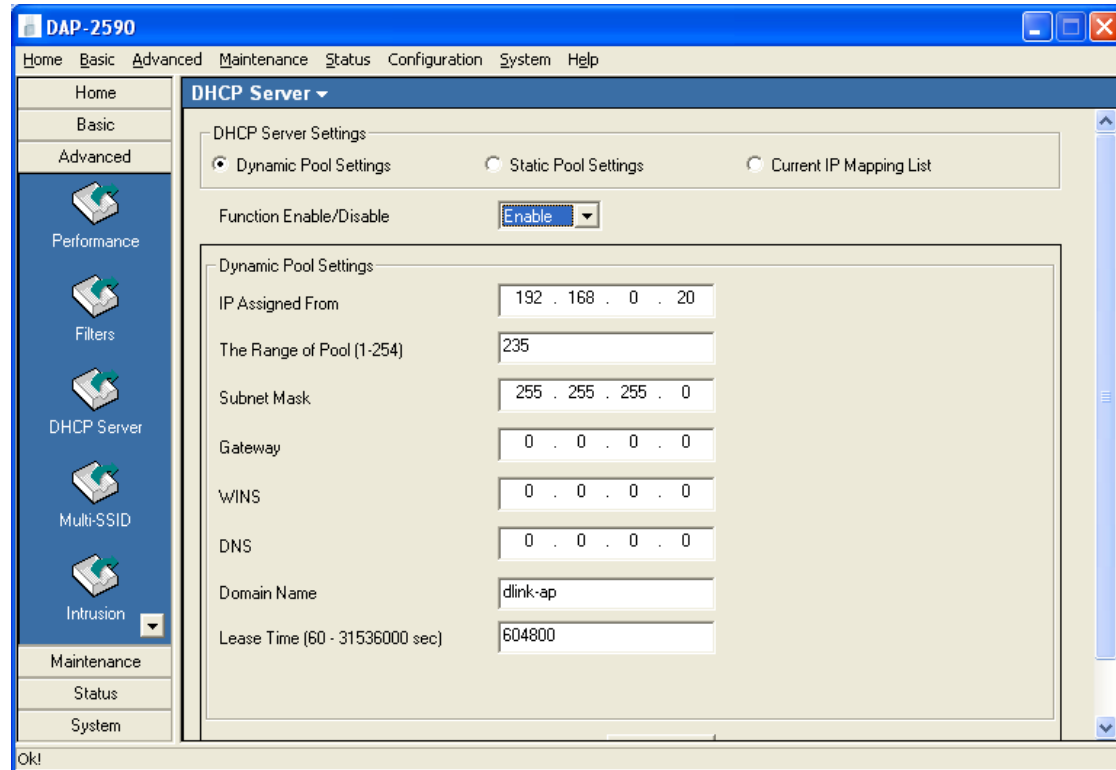 DAP-2590
Home Basic Advanced Maintenance Status Configuration System Help
Home
Basic
Advanced
Performance
Filters
DHCP Server
Multi-SSID
Intrusion
Maintenance
Status
System
DHCP Server
DHCP Server Settings
Dynamic Pool Settings Static Pool Settings Current IP Mapping List
Function Enable/Disable Enable
Dynamic Pool Settings
IP Assigned From 192 . 168 . 0 . 20
The Range of Pool (1-254) 235
Subnet Mask 255 . 255 . 255 . 0
Gateway 0 . 0 . 0 . 0
WINS 0 . 0 . 0 . 0
DNS 0 . 0 . 0 . 0
Domain Name dlink-ap
Lease Time (60 - 31536000 sec) 604800
Ok!